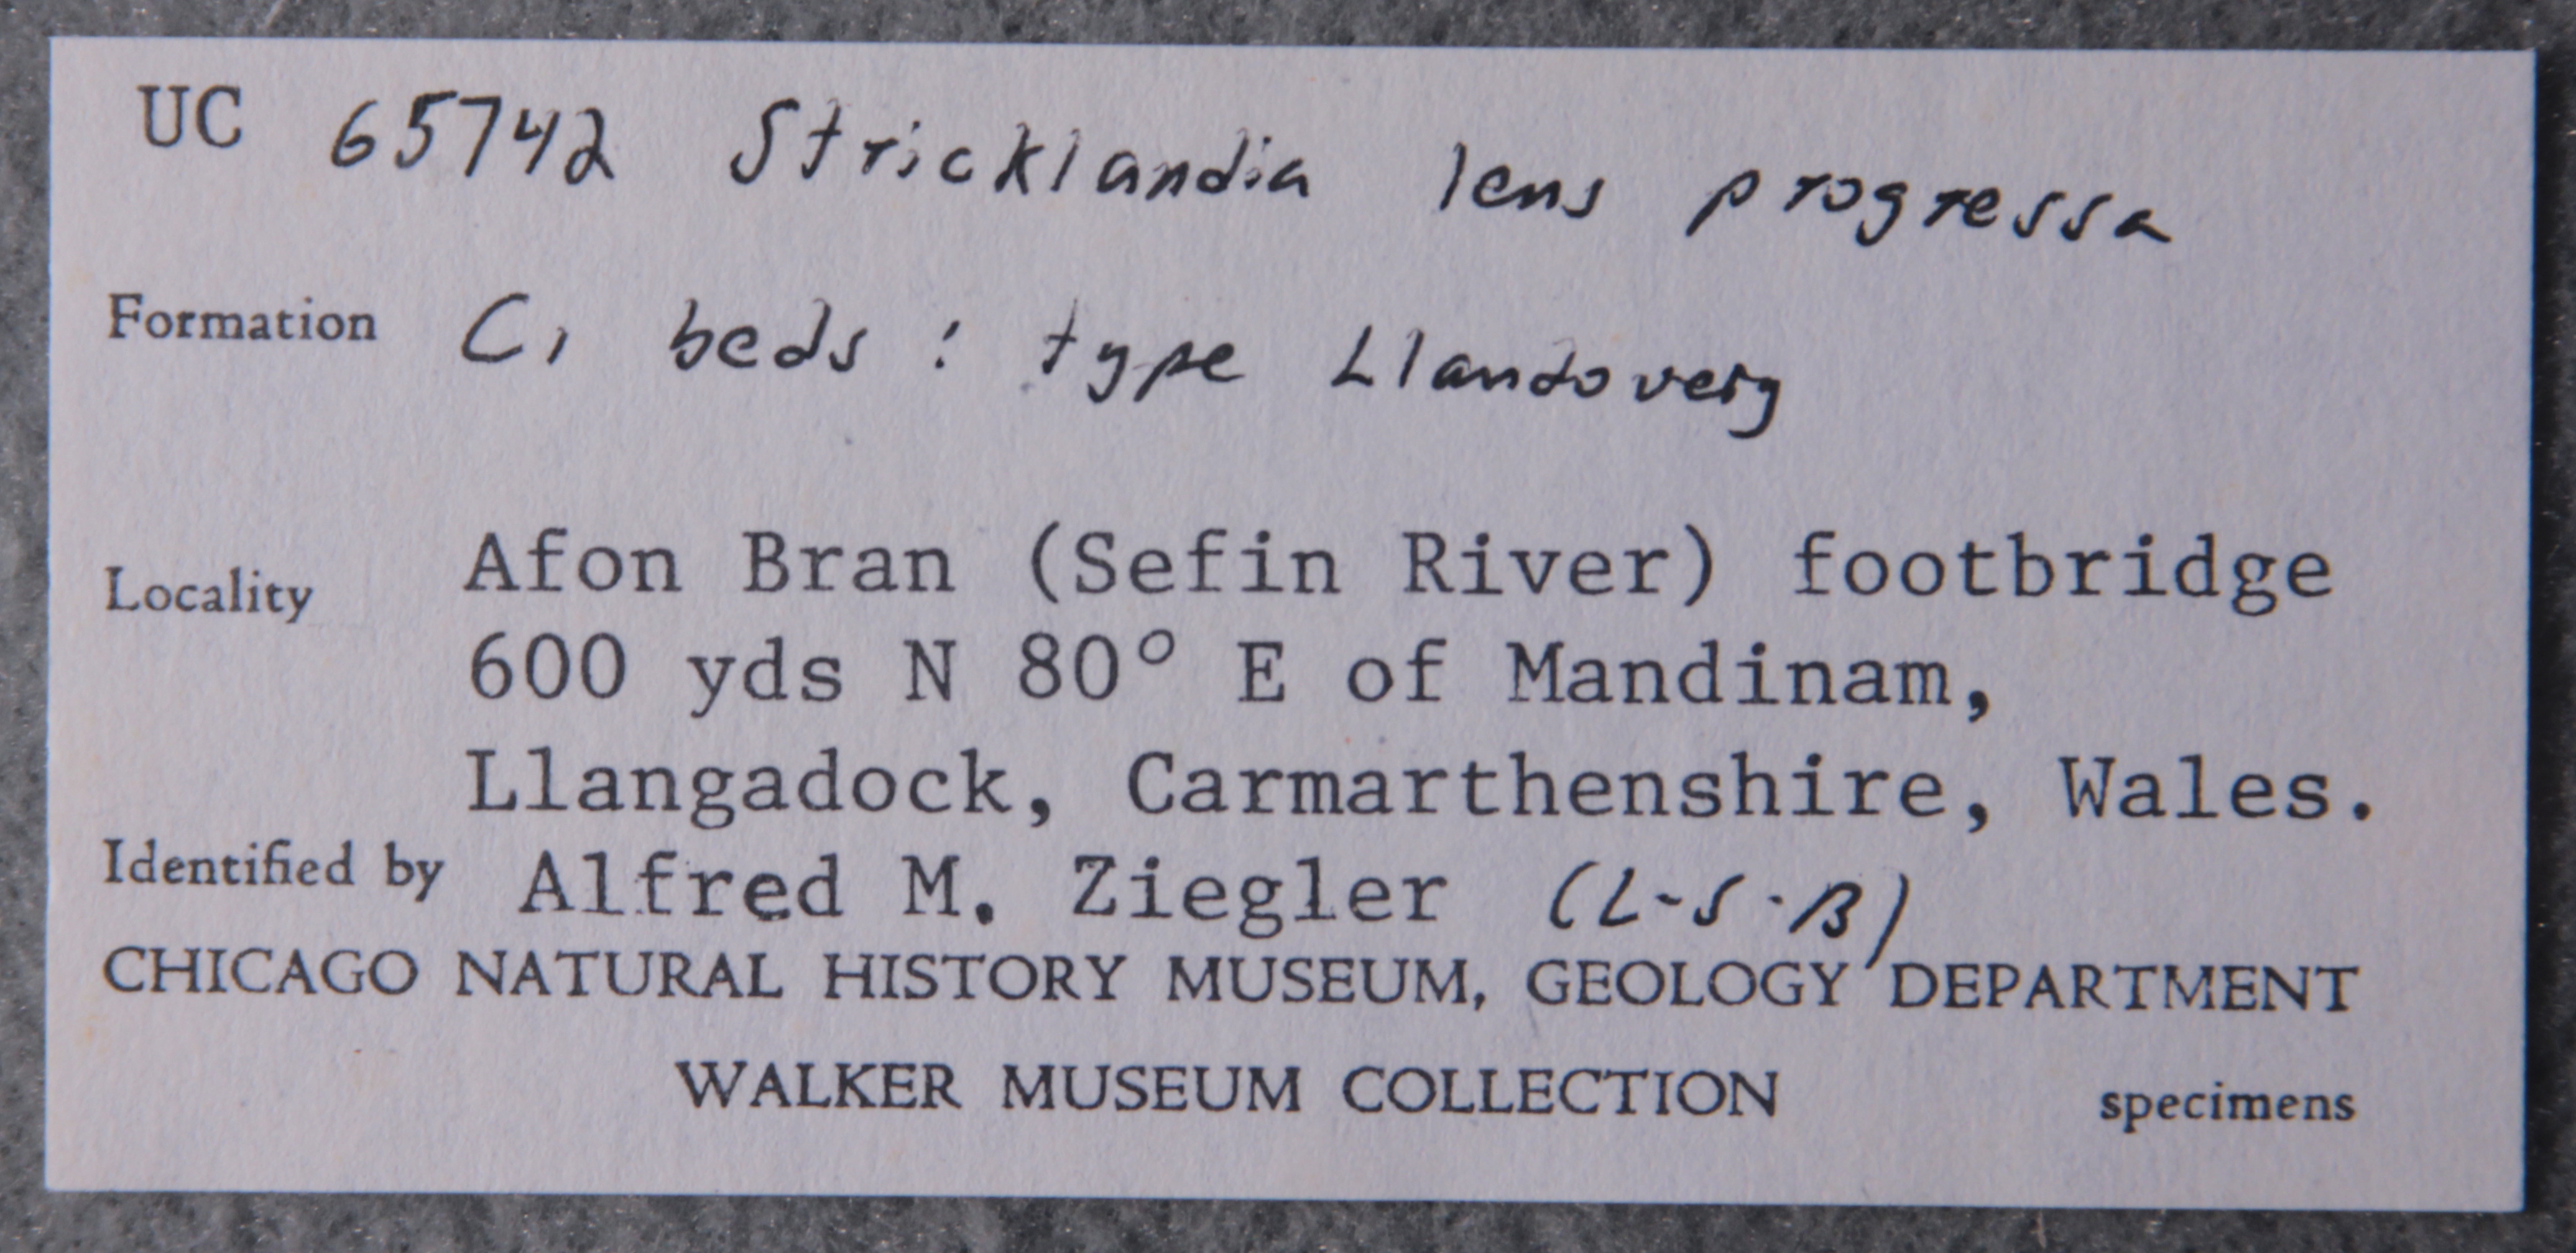 UC 65742 Stricklandia lens progressa
Formation C1 beds : type Llandovery
Locality Afon Bran (Sefin River) footbridge
600 yds N 80° E of Mandinam,
Llangadock, Carmarthenshire, Wales.
Identified by Alfred M. Ziegler (L-S-B)
CHICAGO NATURAL HISTORY MUSEUM, GEOLOGY DEPARTMENT
WALKER MUSEUM COLLECTION specimens